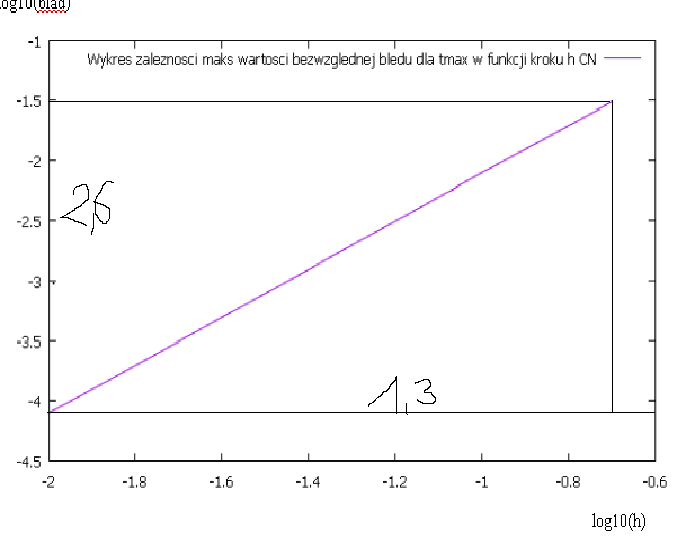 log10(blad)
-1
Wykres zaleznosci maks wartosci bezwzglednej bledu dla tmax w funkcji kroku h CN
-1.5
-2
2,6
-2.5
-3
-3.5
-4
1,3
-4.5
-2 -1.8 -1.6 -1.4 -1.2 -1 -0.8 -0.6
log10(h)